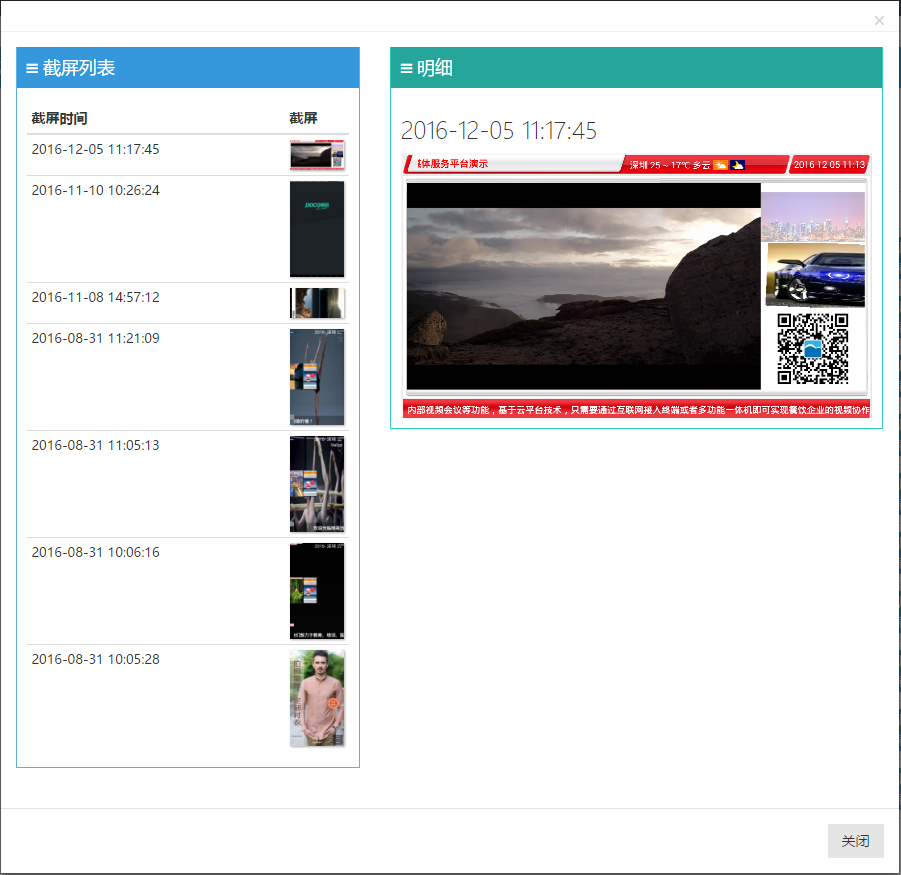 ×
截屏列表
截屏时间
截屏
2016-12-05 11:17:45
2016-11-10 10:26:24
2016-11-08 14:57:12
2016-08-31 11:21:09
2016-08-31 11:05:13
2016-08-31 10:06:16
2016-08-31 10:05:28
明细
2016-12-05 11:17:45
体服务平台演示
深圳 25 ~ 17℃ 多云
2016 12 05 11:13
内部视频会议等功能，基于云平台技术，只需要通过互联网接入终端或者多功能一体机即可实现餐饮企业的视频协作
关闭